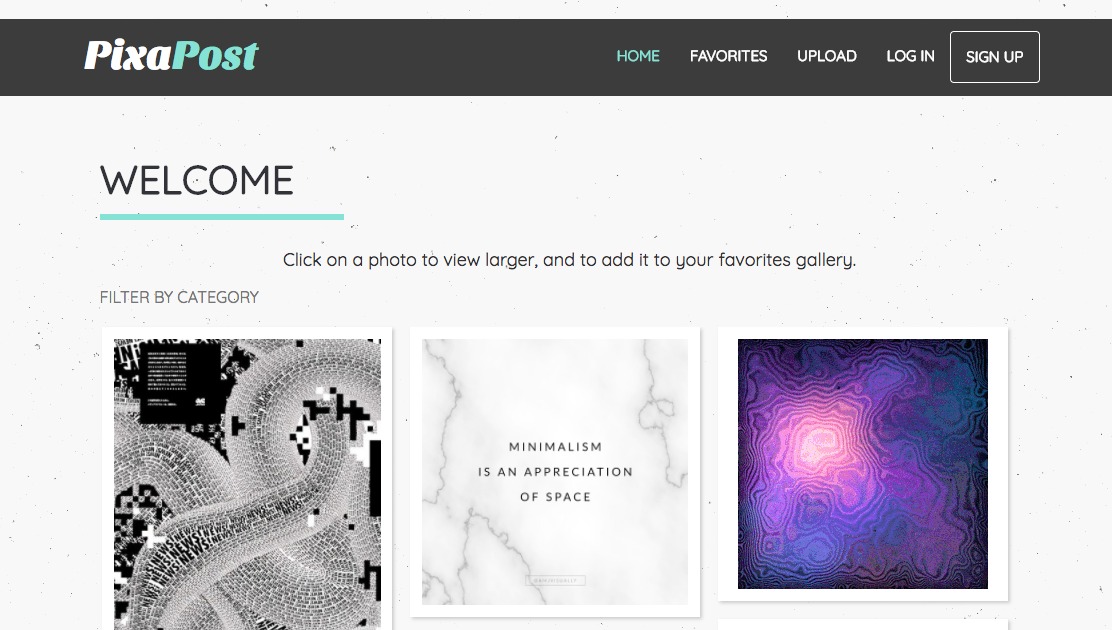 PixaPost
HOME FAVORITES UPLOAD LOG IN SIGN UP
WELCOME
Click on a photo to view larger, and to add it to your favorites gallery.
FILTER BY CATEGORY
MINIMALISM
IS AN APPRECIATION
OF SPACE